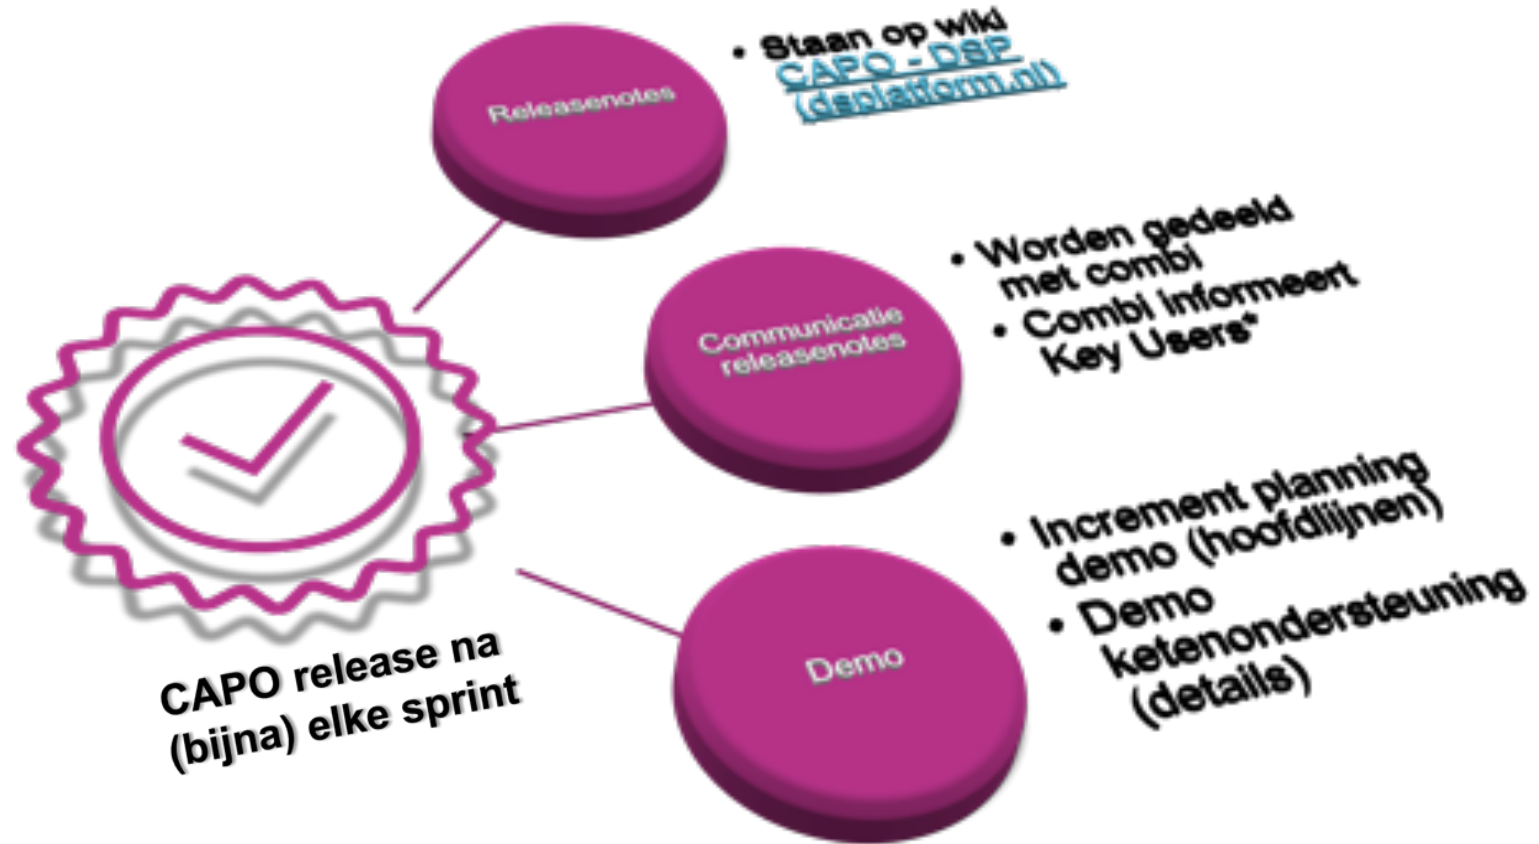 Releasenotes
• Staan op wiki
CAPO - DSP
(dsplatform.nl)
Communicatie
releasenotes
• Worden gedeeld
met combi
• Combi informeert
Key Users*
Demo
• Increment planning
demo (hoofdlijnen)
• Demo
ketenondersteuning
(details)
CAPO release na
(bijna) elke sprint